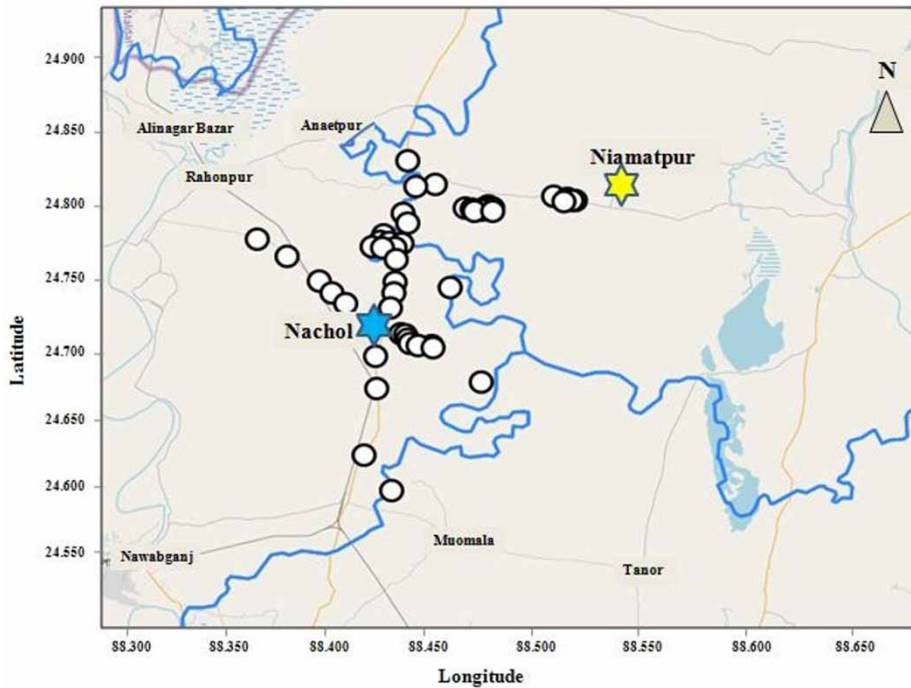 Maldah
24.900
N
24.850
Alinagar Bazar
Anaetpur
Niamatpur
Rahonpur
24.800
24.750
Nachol
24.700
Latitude
24.650
24.600
Muomala
24.550
Nawabganj
Tanor
88.300 88.350 88.400 88.450 88.500 88.550 88.600 88.650
Longitude